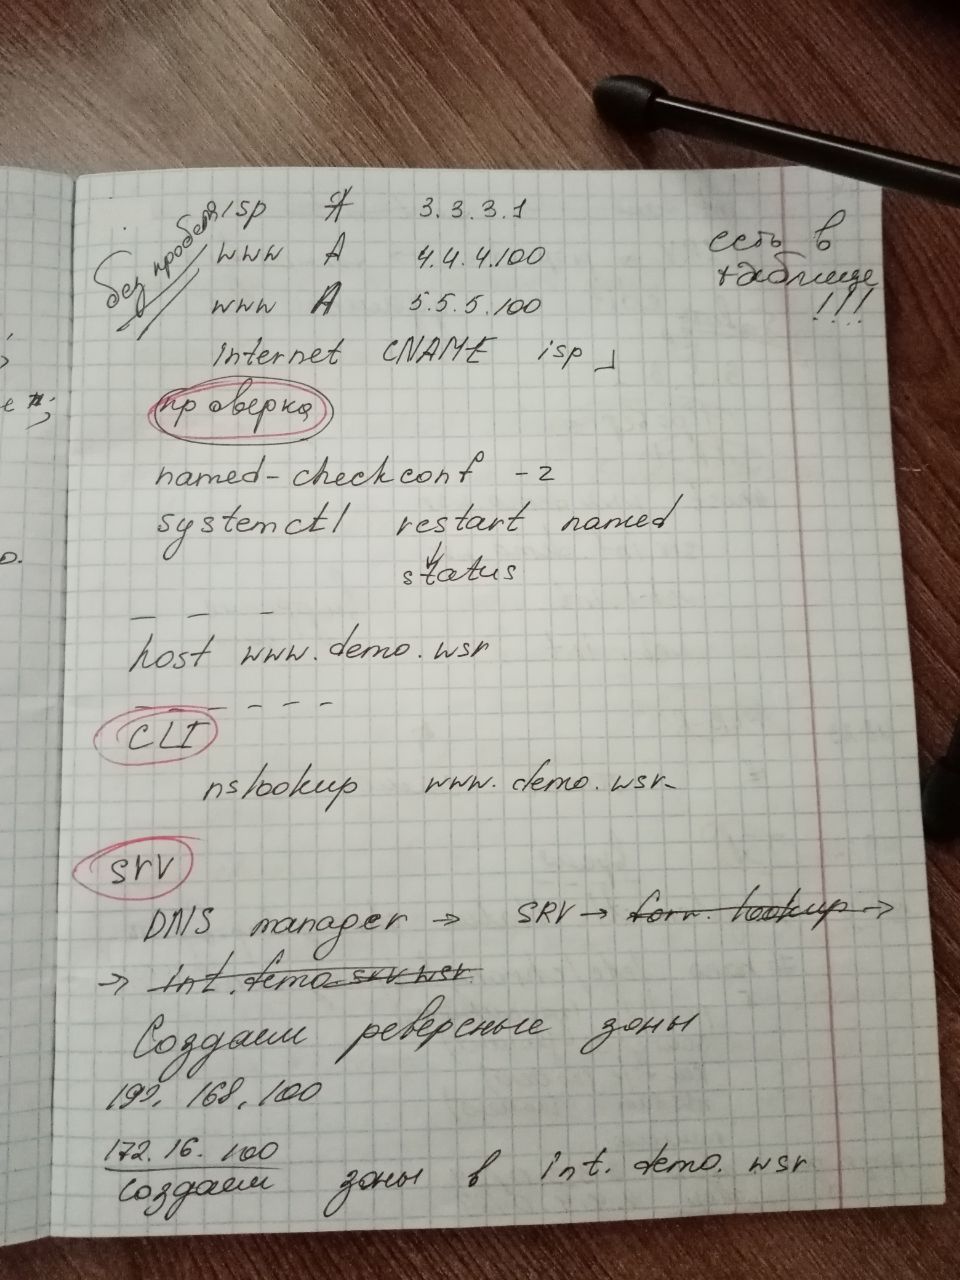 без пробела
isp A 3.3.3.1
www A 4.4.4.100
www A 5.5.5.100
internet CNAME isp
есть в
таблице
!!!
проверка
named-checkconf -z
systemctl restart named
status
host www.demo.wsr
CLI
nslookup www.demo.wsr
srv
DNS manager → SRV → forw. lookup →
→ int.demo.srv wsr
Создаём реверсные зоны
192.168.100
172.16.100
создаём зоны в int.demo.wsr
е";
о.